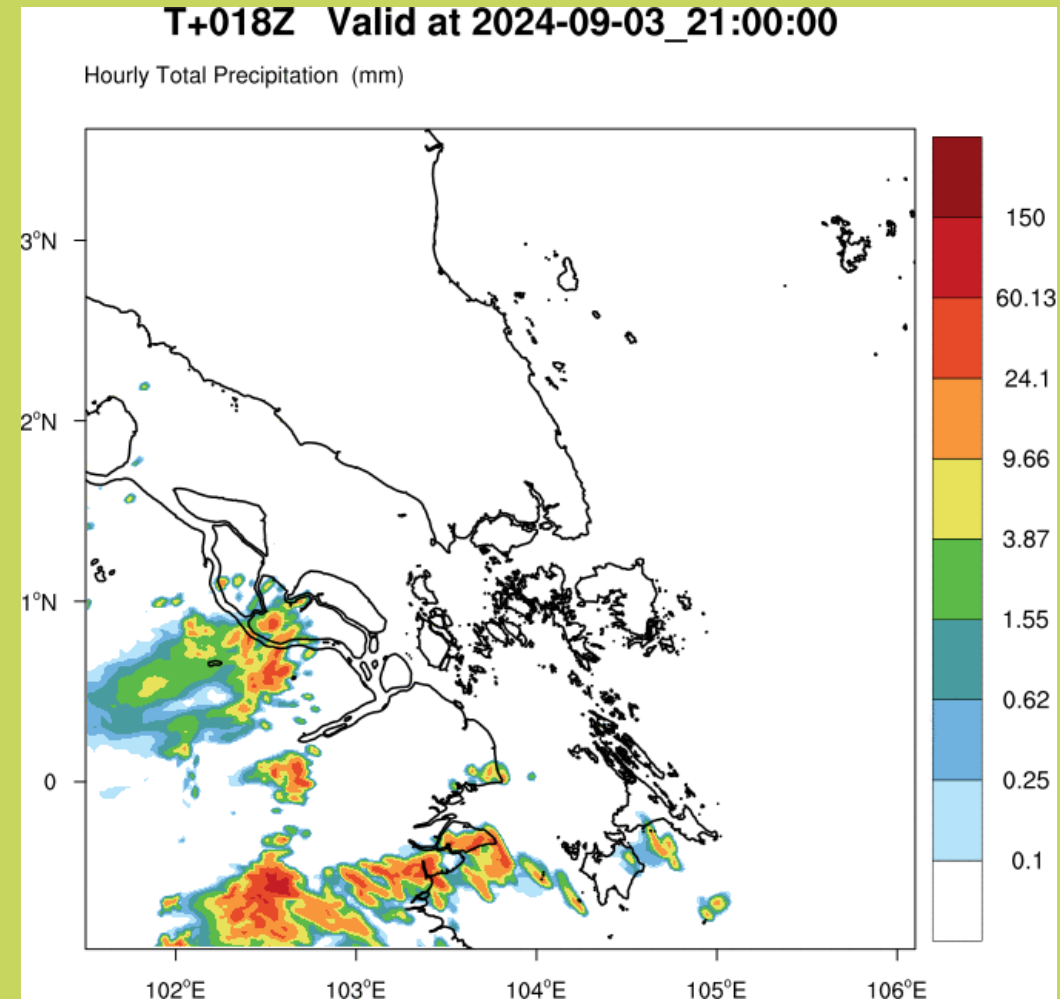 T+018Z Valid at 2024-09-03_21:00:00
Hourly Total Precipitation (mm)
3°N
2°N
1°N
0
102°E 103°E 104°E 105°E 106°E
150
60.13
24.1
9.66
3.87
1.55
0.62
0.25
0.1